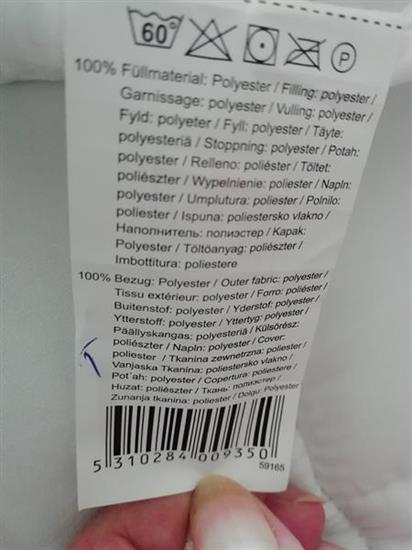 60°
P
100% Füllmaterial: Polyester / Filling: polyester /
Garnissage: polyester / Vulling: polyester /
Fyld: polyeter / Fyll: polyester / Täyte:
polyesteriä / Stoppning: polyester / Potah:
polyester / Relleno: poliéster / Töltet:
poliészter / Wypelnienie: poliester / Napln:
polyester / Umplutura: poliester / Polnilo:
poliester / Ispuna: poliestersko vlakno /
Наполнитель: полиэстер / Kapak:
Polyester / Töltöanyag: poliészter /
Imbottitura: poliestere
100% Bezug: Polyester / Outer fabric: polyester /
Tissu extérieur: polyester / Forro: poliéster /
Buitenstof: polyester / Yderstof: polyester /
Ytterstoff: polyester / Yttertyg: polyester /
Päällyskangas: polyesteriä / Külsőrész:
poliészter / Napln: polyester / Cover:
poliester / Tkanina zewnetrzna: poliester /
Vanjaska Tkanina: poliestersko vlakno /
Pot'ah: polyester / Copertura: poliestere /
Huzat: poliészter / Ткань: полиэстер /
Zunanja tkanina: poliester / Dolgu: Polyester
5 310284 009350
59165